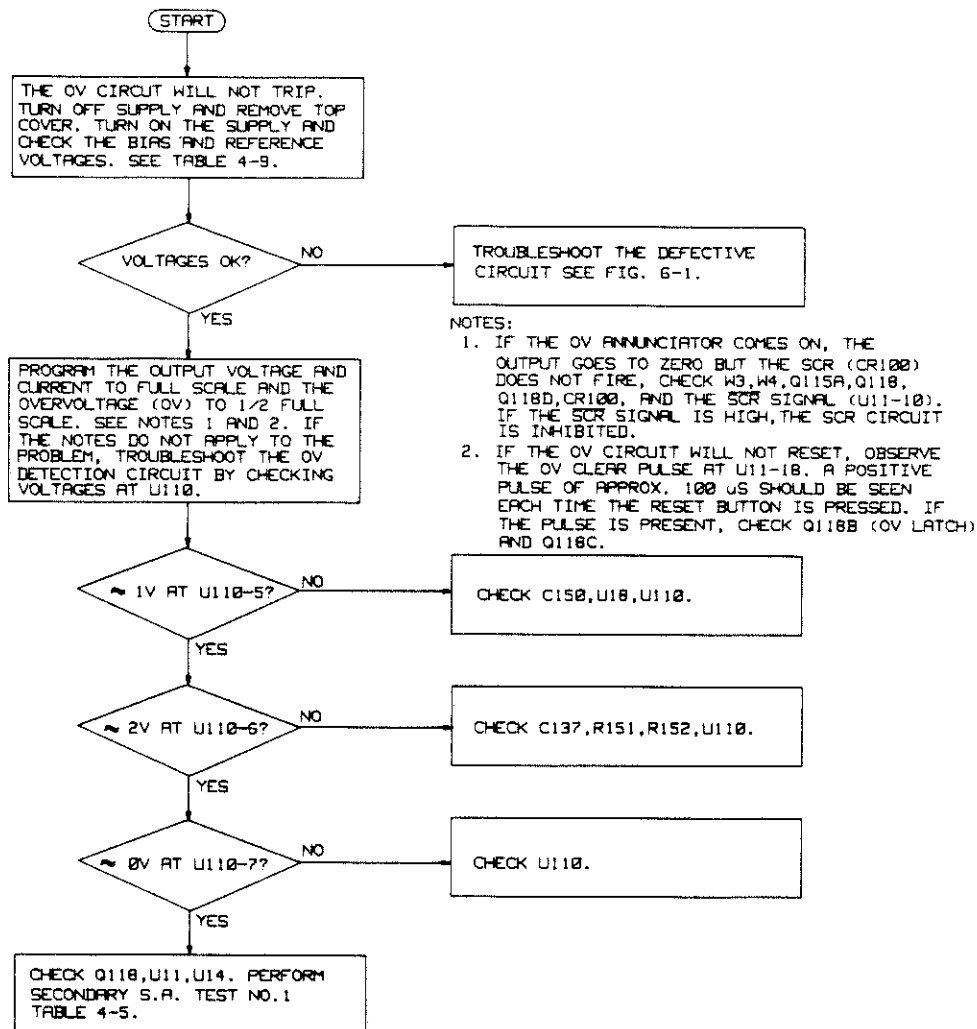 START
THE OV CIRCUT WILL NOT TRIP.
TURN OFF SUPPLY AND REMOVE TOP
COVER. TURN ON THE SUPPLY AND
CHECK THE BIAS AND REFERENCE
VOLTAGES. SEE TABLE 4-9.
VOLTAGES OK?
NO
TROUBLESHOOT THE DEFECTIVE
CIRCUIT SEE FIG. 6-1.
YES
PROGRAM THE OUTPUT VOLTAGE AND
CURRENT TO FULL SCALE AND THE
OVERVOLTAGE (OV) TO 1/2 FULL
SCALE. SEE NOTES 1 AND 2. IF
THE NOTES DO NOT APPLY TO THE
PROBLEM, TROUBLESHOOT THE OV
DETECTION CIRCUIT BY CHECKING
VOLTAGES AT U110.
NOTES:
1. IF THE OV ANNUNCIATOR COMES ON, THE
OUTPUT GOES TO ZERO BUT THE SCR (CR100)
DOES NOT FIRE, CHECK W3,W4,Q115A,Q118,
Q118D,CR100, AND THE SCR SIGNAL (U11-10).
IF THE SCR SIGNAL IS HIGH,THE SCR CIRCUIT
IS INHIBITED.
2. IF THE OV CIRCUIT WILL NOT RESET, OBSERVE
THE OV CLEAR PULSE AT U11-18. A POSITIVE
PULSE OF APPROX. 100 uS SHOULD BE SEEN
EACH TIME THE RESET BUTTON IS PRESSED. IF
THE PULSE IS PRESENT, CHECK Q118B (OV LATCH)
AND Q118C.
≈ 1V AT U110-5?
NO
CHECK C150,U18,U110.
YES
≈ 2V AT U110-6?
NO
CHECK C137,R151,R152,U110.
YES
≈ 0V AT U110-7?
NO
CHECK U110.
YES
CHECK Q118,U11,U14. PERFORM
SECONDARY S.A. TEST NO.1
TABLE 4-5.